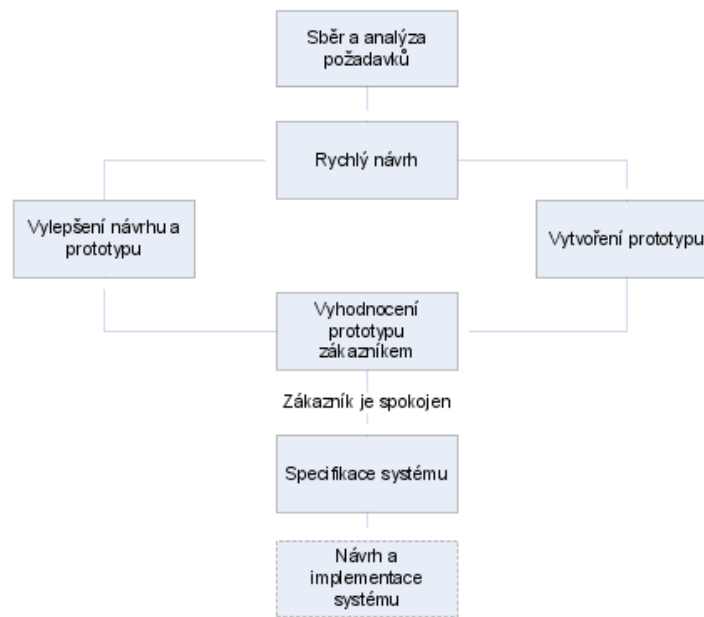 Sběr a analýza
požadavků
Rychlý návrh
Vylepšení návrhu a
prototypu
Vytvoření prototypu
Vyhodnocení
prototypu
zákazníkem
Zákazník je spokojen
Specifikace systému
Návrh a
implementace
systému